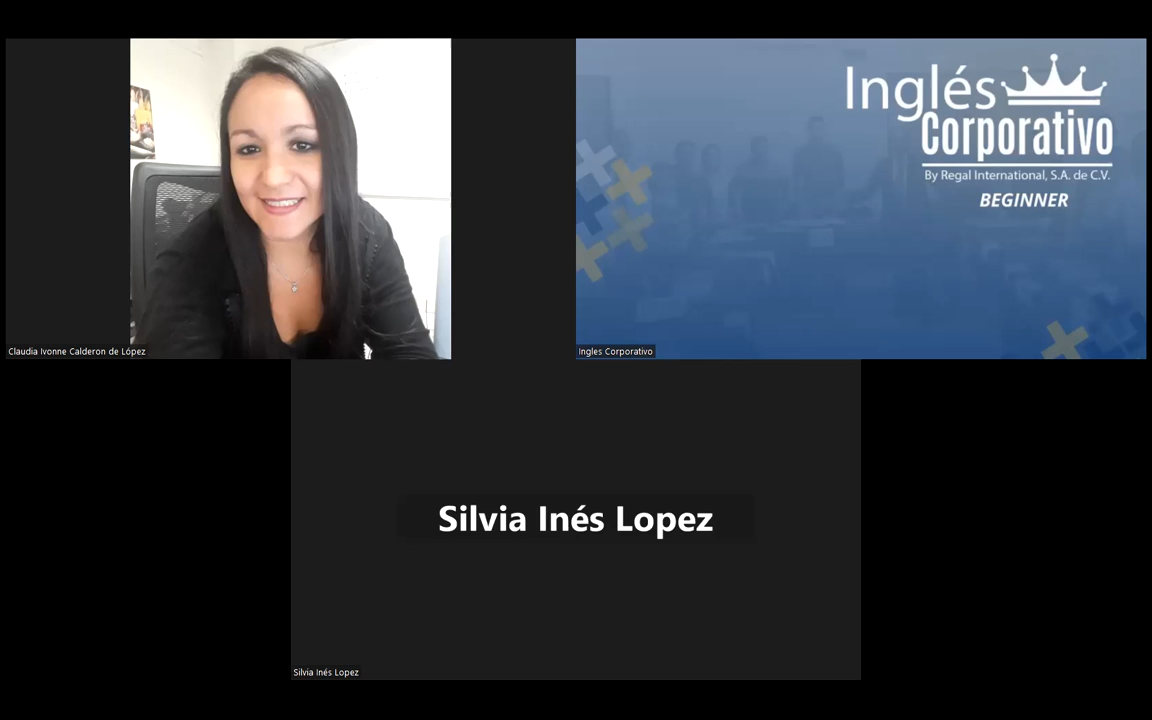 Inglés
Corporativo
By Regal International, S.A. de C.V.
BEGINNER
Claudia Ivonne Calderon de López
Ingles Corporativo
Silvia Inés Lopez
Silvia Inés Lopez